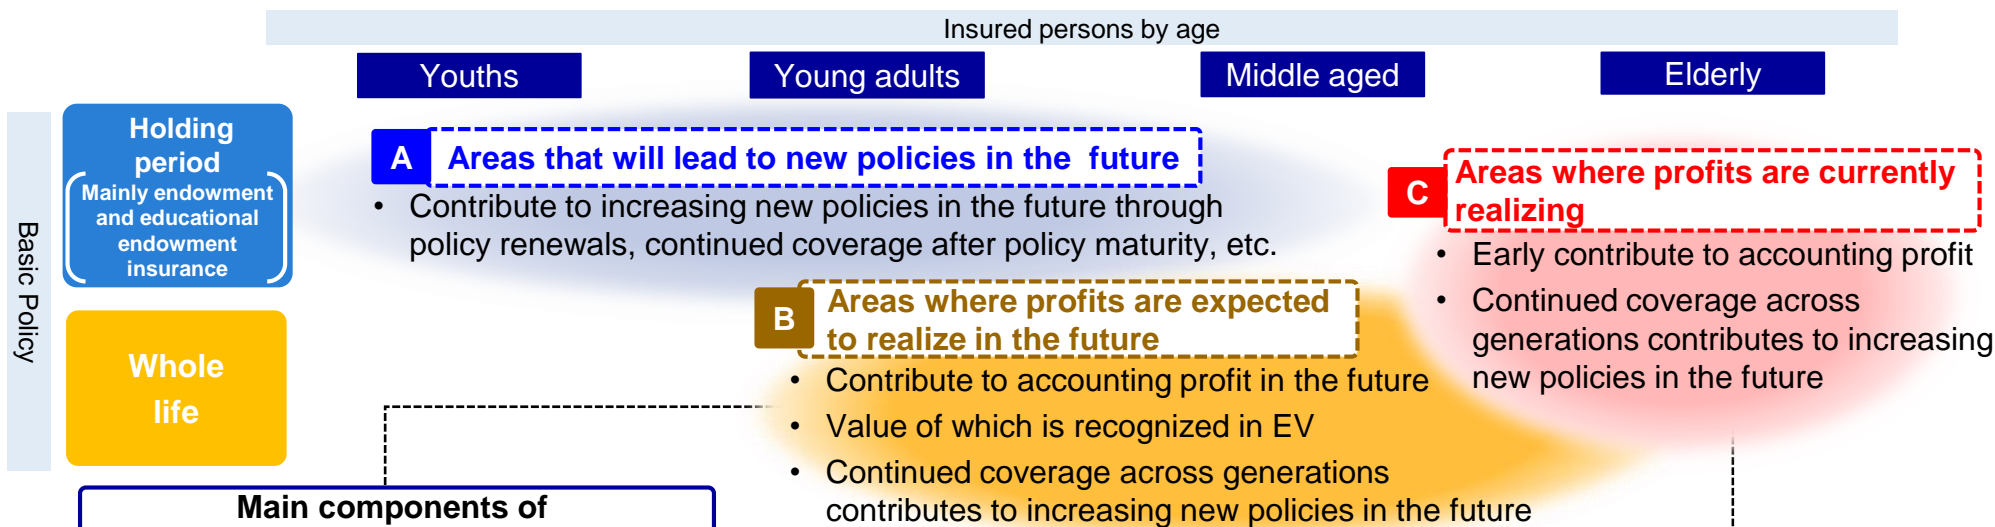 Insured persons by age
Youths
Young adults
Middle aged
Elderly
Basic Policy
Holding
period
Mainly endowment
and educational
endowment
insurance
Whole
life
A
Areas that will lead to new policies in the future
• Contribute to increasing new policies in the future through
policy renewals, continued coverage after policy maturity, etc.
B
Areas where profits are expected
to realize in the future
• Contribute to accounting profit in the future
• Value of which is recognized in EV
• Continued coverage across generations
contributes to increasing new policies in the future
C
Areas where profits are currently
realizing
• Early contribute to accounting profit
• Continued coverage across
generations contributes to increasing
new policies in the future
Main components of